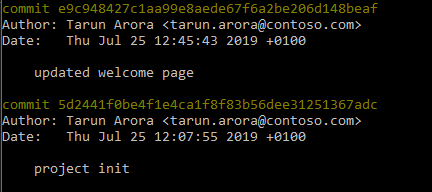 commit e9c948427c1aa99e8aede67f6a2be206d148beaf
Author: Tarun Arora <tarun.arora@contoso.com>
Date:   Thu Jul 25 12:45:43 2019 +0100
updated welcome page
commit 5d2441f0be4f1e4ca1f8f83b56dee31251367adc
Author: Tarun Arora <tarun.arora@contoso.com>
Date:   Thu Jul 25 12:07:55 2019 +0100
project init